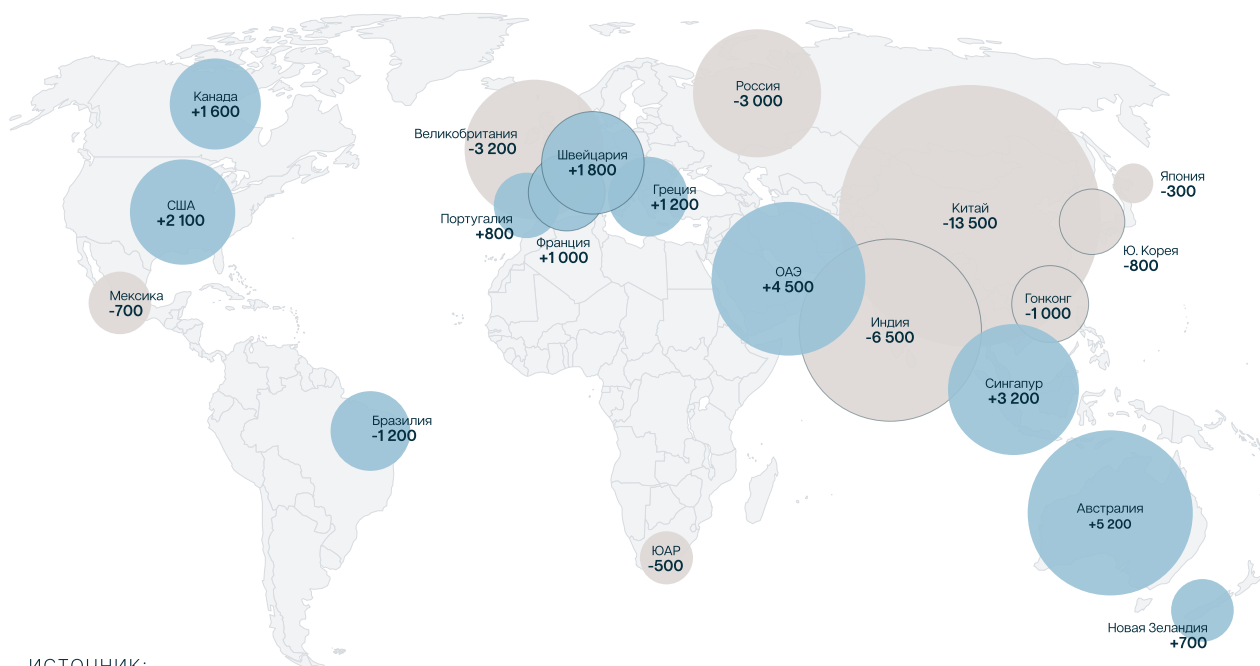 Канада
+1 600
США
+2 100
Мексика
-700
Бразилия
-1 200
Великобритания
-3 200
Швейцария
+1 800
Греция
+1 200
Португалия
+800
Франция
+1 000
Россия
-3 000
Китай
-13 500
Япония
-300
Ю. Корея
-800
Гонконг
-1 000
ОАЭ
+4 500
Индия
-6 500
Сингапур
+3 200
Австралия
+5 200
ЮАР
-500
Новая Зеландия
+700
ИСТОЧНИК: